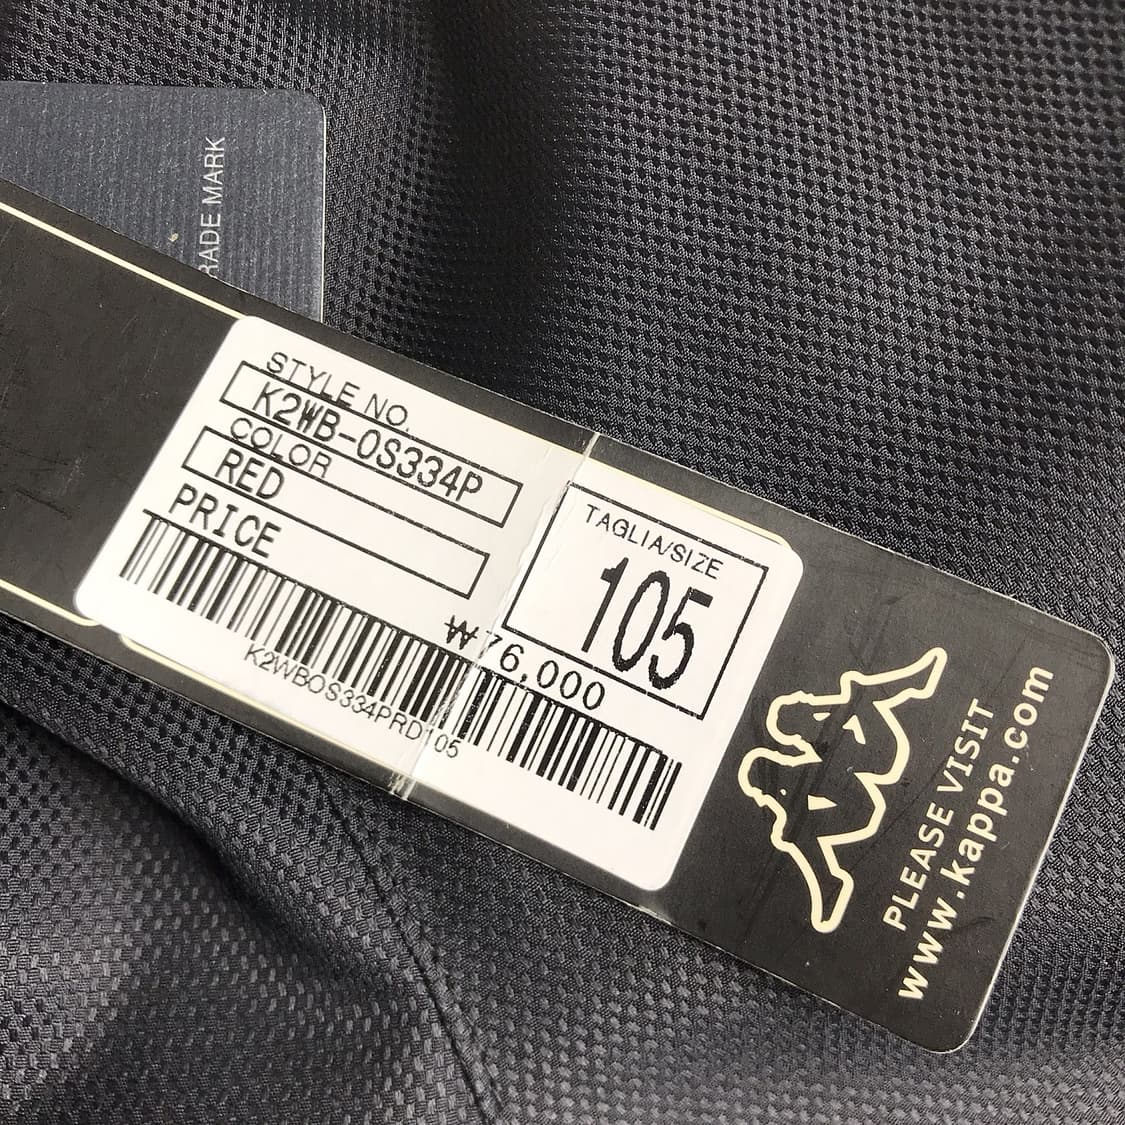 RADE MARK
STYLE NO.
K2WB-0S334P
COLOR
RED
PRICE
₩76,000
K2WBOS334PRD105
TAGLIA/SIZE
105
PLEASE VISIT
www.kappa.com